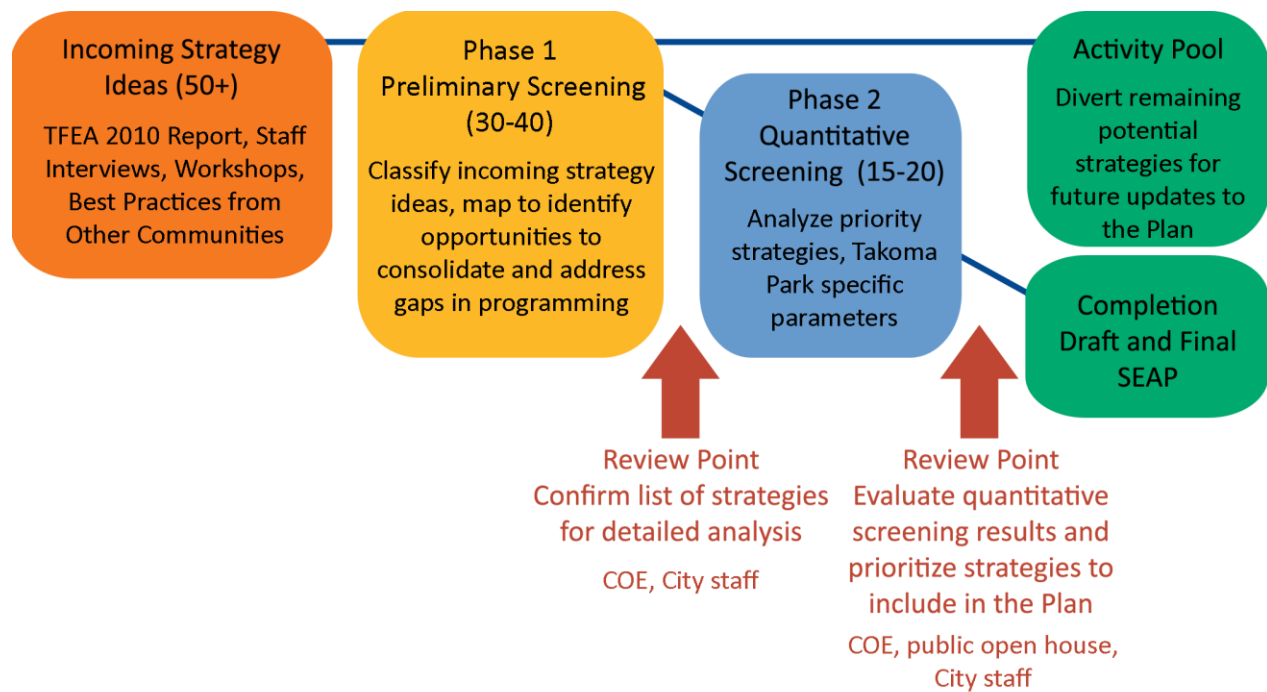 Incoming Strategy
Ideas (50+)
TFEA 2010 Report, Staff
Interviews, Workshops,
Best Practices from
Other Communities
Phase 1
Preliminary Screening
(30-40)
Classify incoming strategy
ideas, map to identify
opportunities to
consolidate and address
gaps in programming
Phase 2
Quantitative
Screening (15-20)
Analyze priority
strategies, Takoma
Park specific
parameters
Activity Pool
Divert remaining
potential
strategies for
future updates to
the Plan
Completion
Draft and Final
SEAP
Review Point
Confirm list of strategies
for detailed analysis
COE, City staff
Review Point
Evaluate quantitative
screening results and
prioritize strategies to
include in the Plan
COE, public open house,
City staff